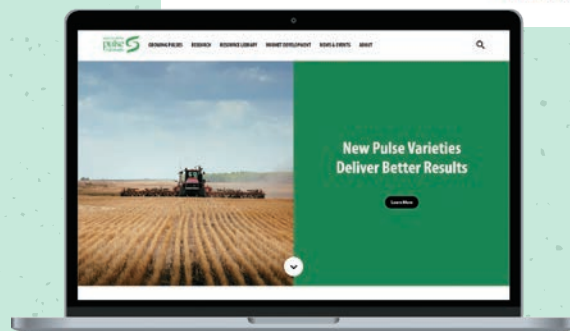 pulse
GROWING PULSES RESEARCH RESOURCE LIBRARY MARKET DEVELOPMENT NEWS & EVENTS ABOUT
New Pulse Varieties
Deliver Better Results
Learn More